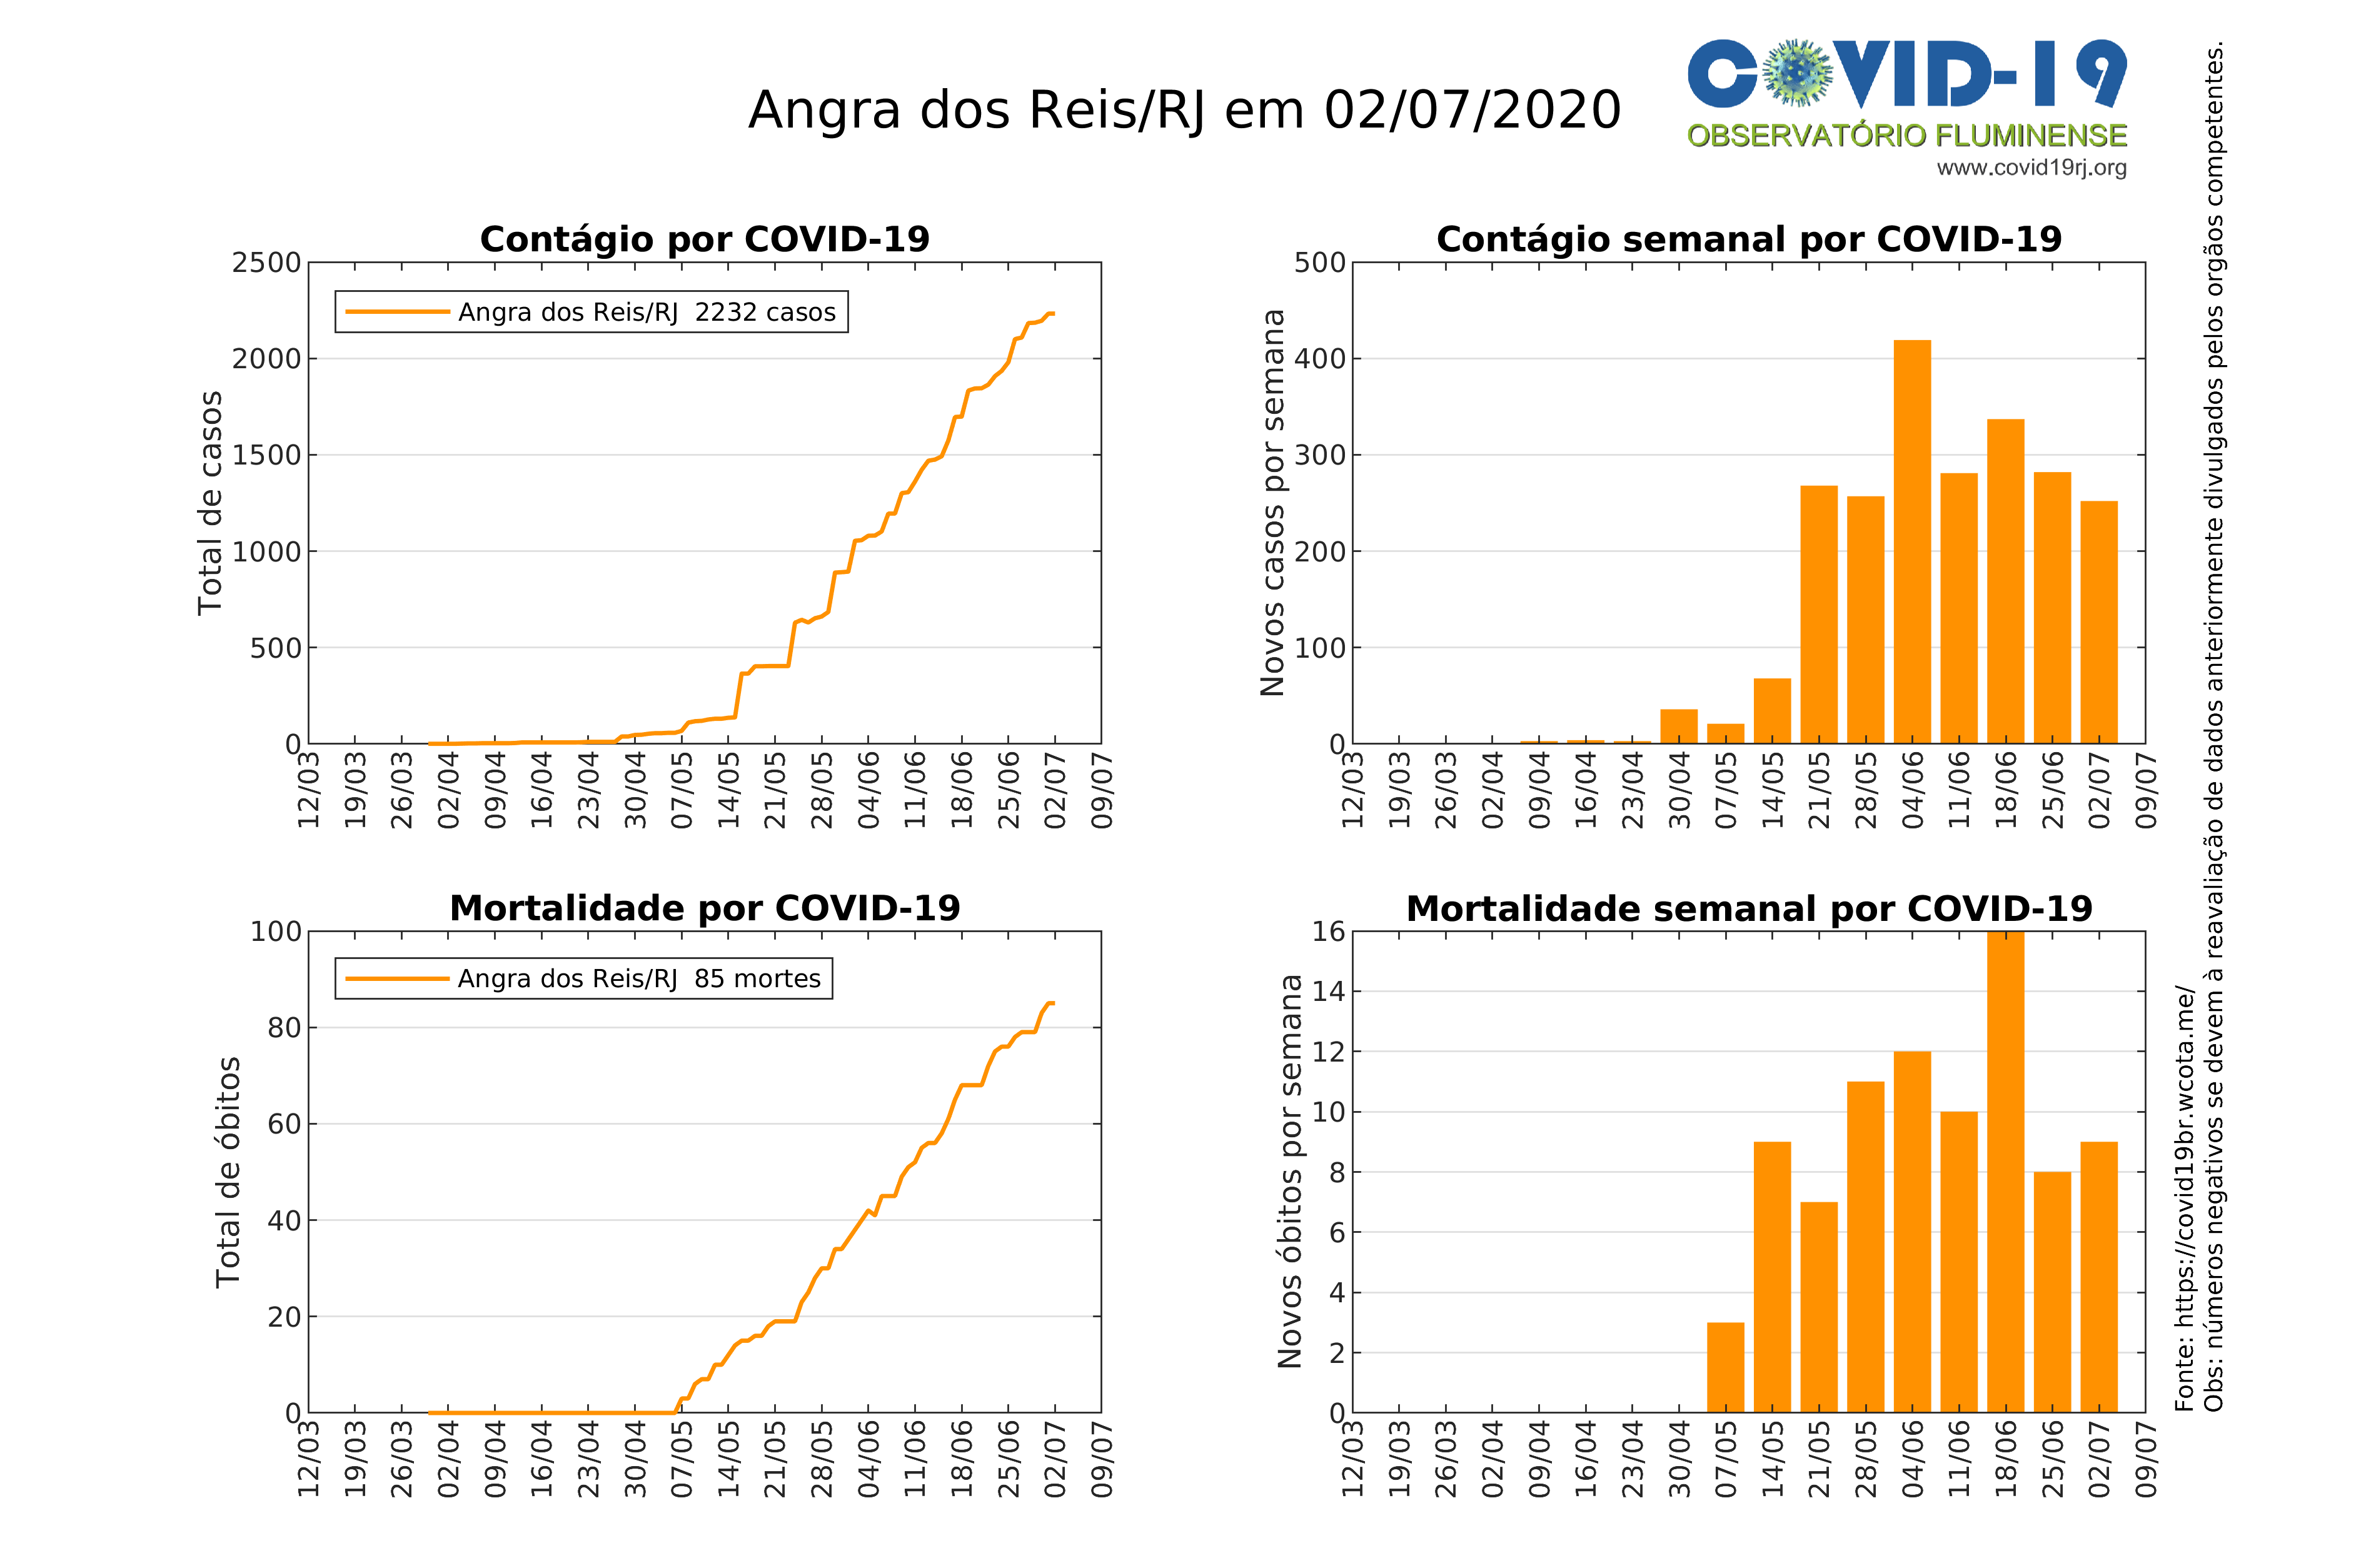 Angra dos Reis/RJ em 02/07/2020
COVID-19
OBSERVATÓRIO FLUMINENSE
www.covid19rj.org
Contágio por COVID-19
Total de casos
2500
2000
1500
1000
500
0
Angra dos Reis/RJ 2232 casos
12/03 19/03 26/03 02/04 09/04 16/04 23/04 30/04 07/05 14/05 21/05 28/05 04/06 11/06 18/06 25/06 02/07 09/07
Contágio semanal por COVID-19
Novos casos por semana
500
400
300
200
100
0
12/03 19/03 26/03 02/04 09/04 16/04 23/04 30/04 07/05 14/05 21/05 28/05 04/06 11/06 18/06 25/06 02/07 09/07
Mortalidade por COVID-19
Total de óbitos
100
80
60
40
20
0
Angra dos Reis/RJ 85 mortes
12/03 19/03 26/03 02/04 09/04 16/04 23/04 30/04 07/05 14/05 21/05 28/05 04/06 11/06 18/06 25/06 02/07 09/07
Mortalidade semanal por COVID-19
Novos óbitos por semana
16
14
12
10
8
6
4
2
0
12/03 19/03 26/03 02/04 09/04 16/04 23/04 30/04 07/05 14/05 21/05 28/05 04/06 11/06 18/06 25/06 02/07 09/07
Fonte: https://covid19br.wcota.me/
Obs: números negativos se devem à reavaliação de dados anteriormente divulgados pelos orgãos competentes.